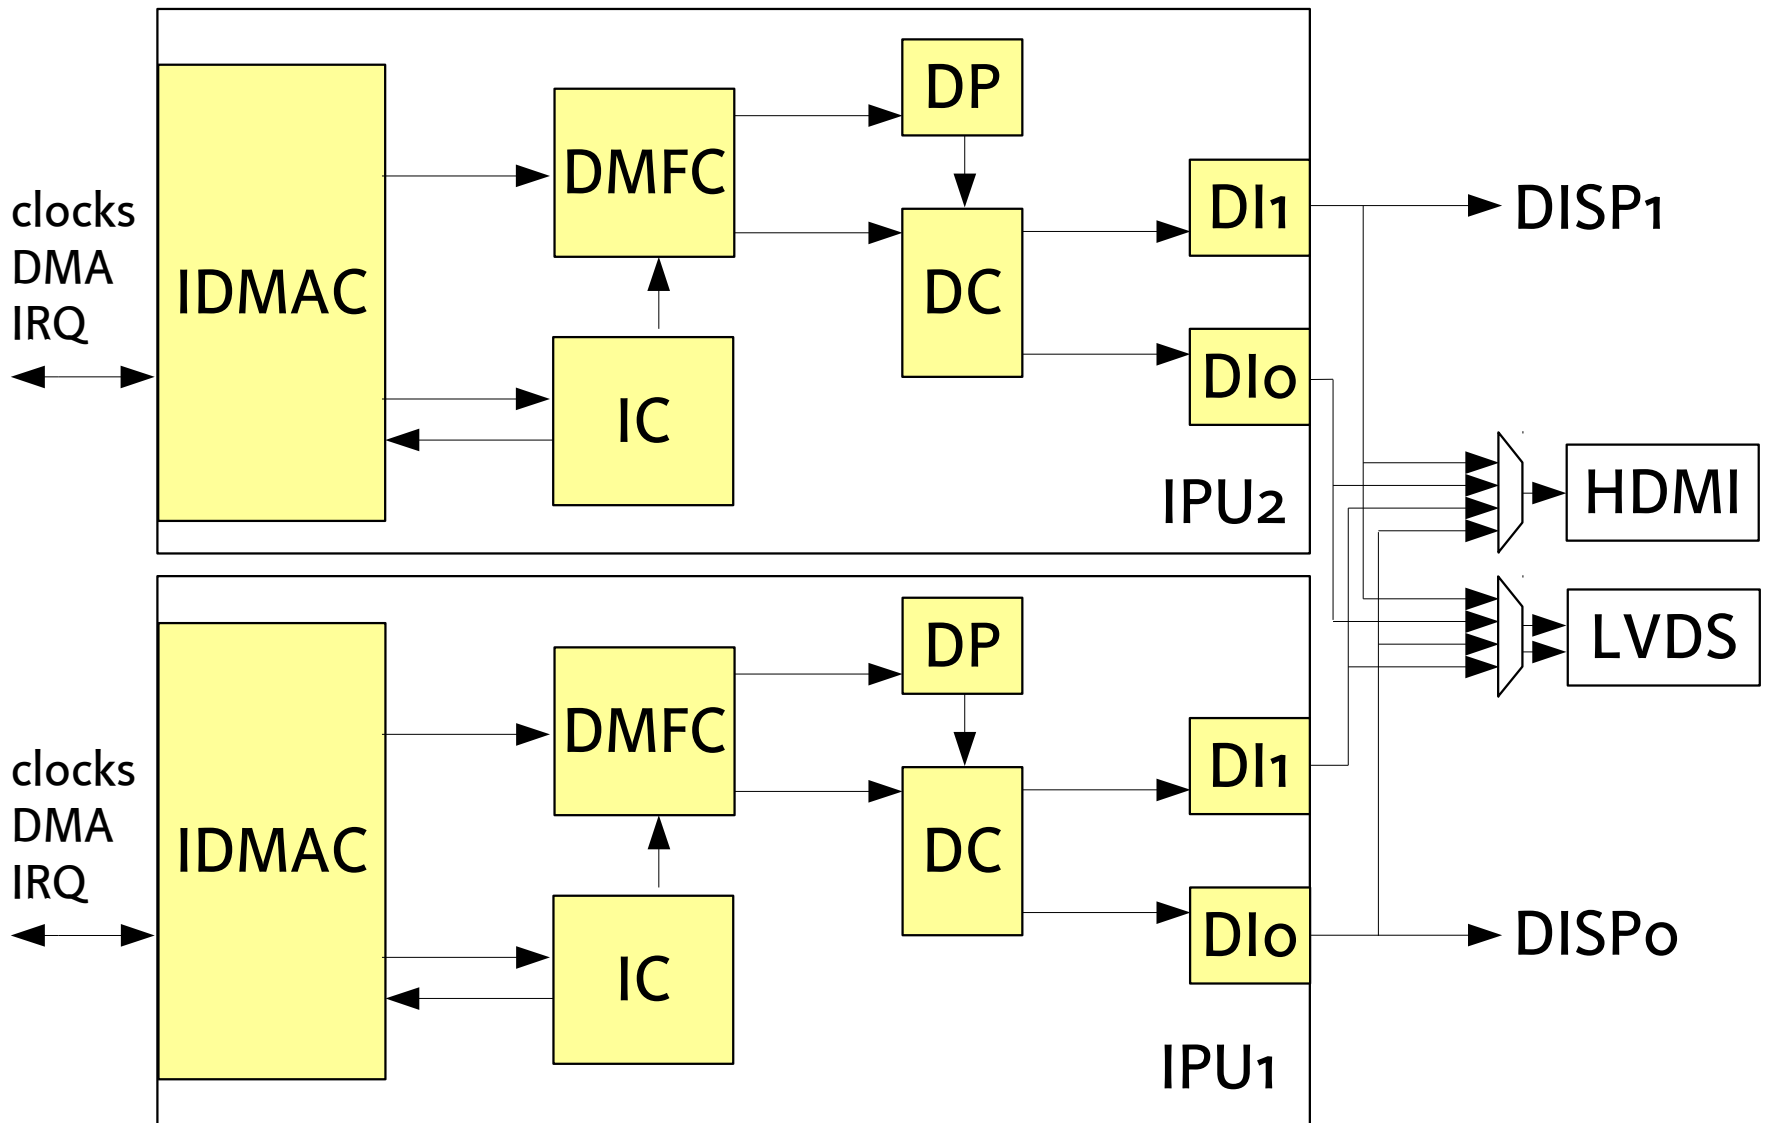 DP
DMFC
clocks
DMA
IRQ
IDMAC
DI1
DISP1
DC
DI0
IC
HDMI
IPU2
DP
LVDS
DMFC
DI1
clocks
DMA
IRQ
IDMAC
DC
DI0
DISP0
IC
IPU1